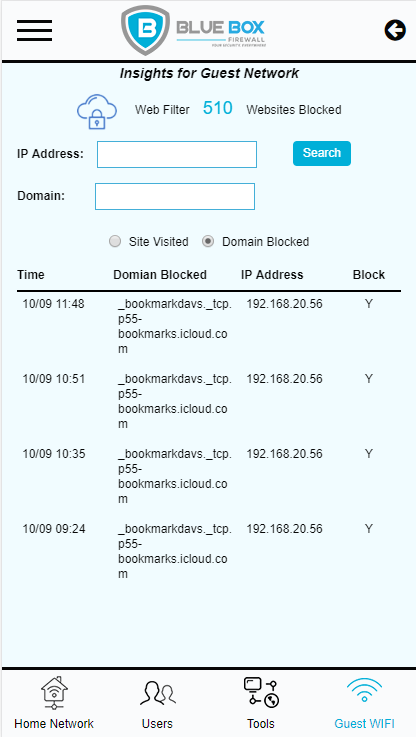 BLUE BOX
FIREWALL
YOUR SECURITY, EVERYWHERE
Insights for Guest Network
Web Filter 510 Websites Blocked
IP Address: Search
Domain:
Site Visited Domain Blocked
Time Domian Blocked IP Address Block
10/09 11:48 _bookmarkdavs._tcp. 192.168.20.56 Y
p55-
bookmarks.icloud.co
m
10/09 10:51 _bookmarkdavs._tcp. 192.168.20.56 Y
p55-
bookmarks.icloud.co
m
10/09 10:35 _bookmarkdavs._tcp. 192.168.20.56 Y
p55-
bookmarks.icloud.co
m
10/09 09:24 _bookmarkdavs._tcp. 192.168.20.56 Y
p55-
bookmarks.icloud.co
m
Home Network Users Tools Guest WIFI